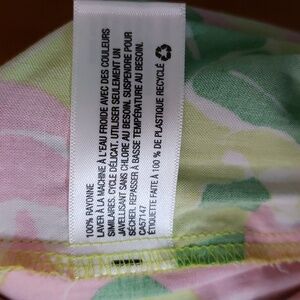 100% RAYONNE
LAVER À LA MACHINE À L'EAU FROIDE AVEC DES COULEURS
SIMILAIRES. CYCLE DÉLICAT. UTILISER SEULEMENT UN
JAVELLISANT SANS CHLORE AU BESOIN. SUSPENDRE POUR
SÉCHER. REPASSER À BASSE TEMPÉRATURE AU BESOIN.
CA57147
ÉTIQUETTE FAITE À 100 % DE PLASTIQUE RECYCLÉ